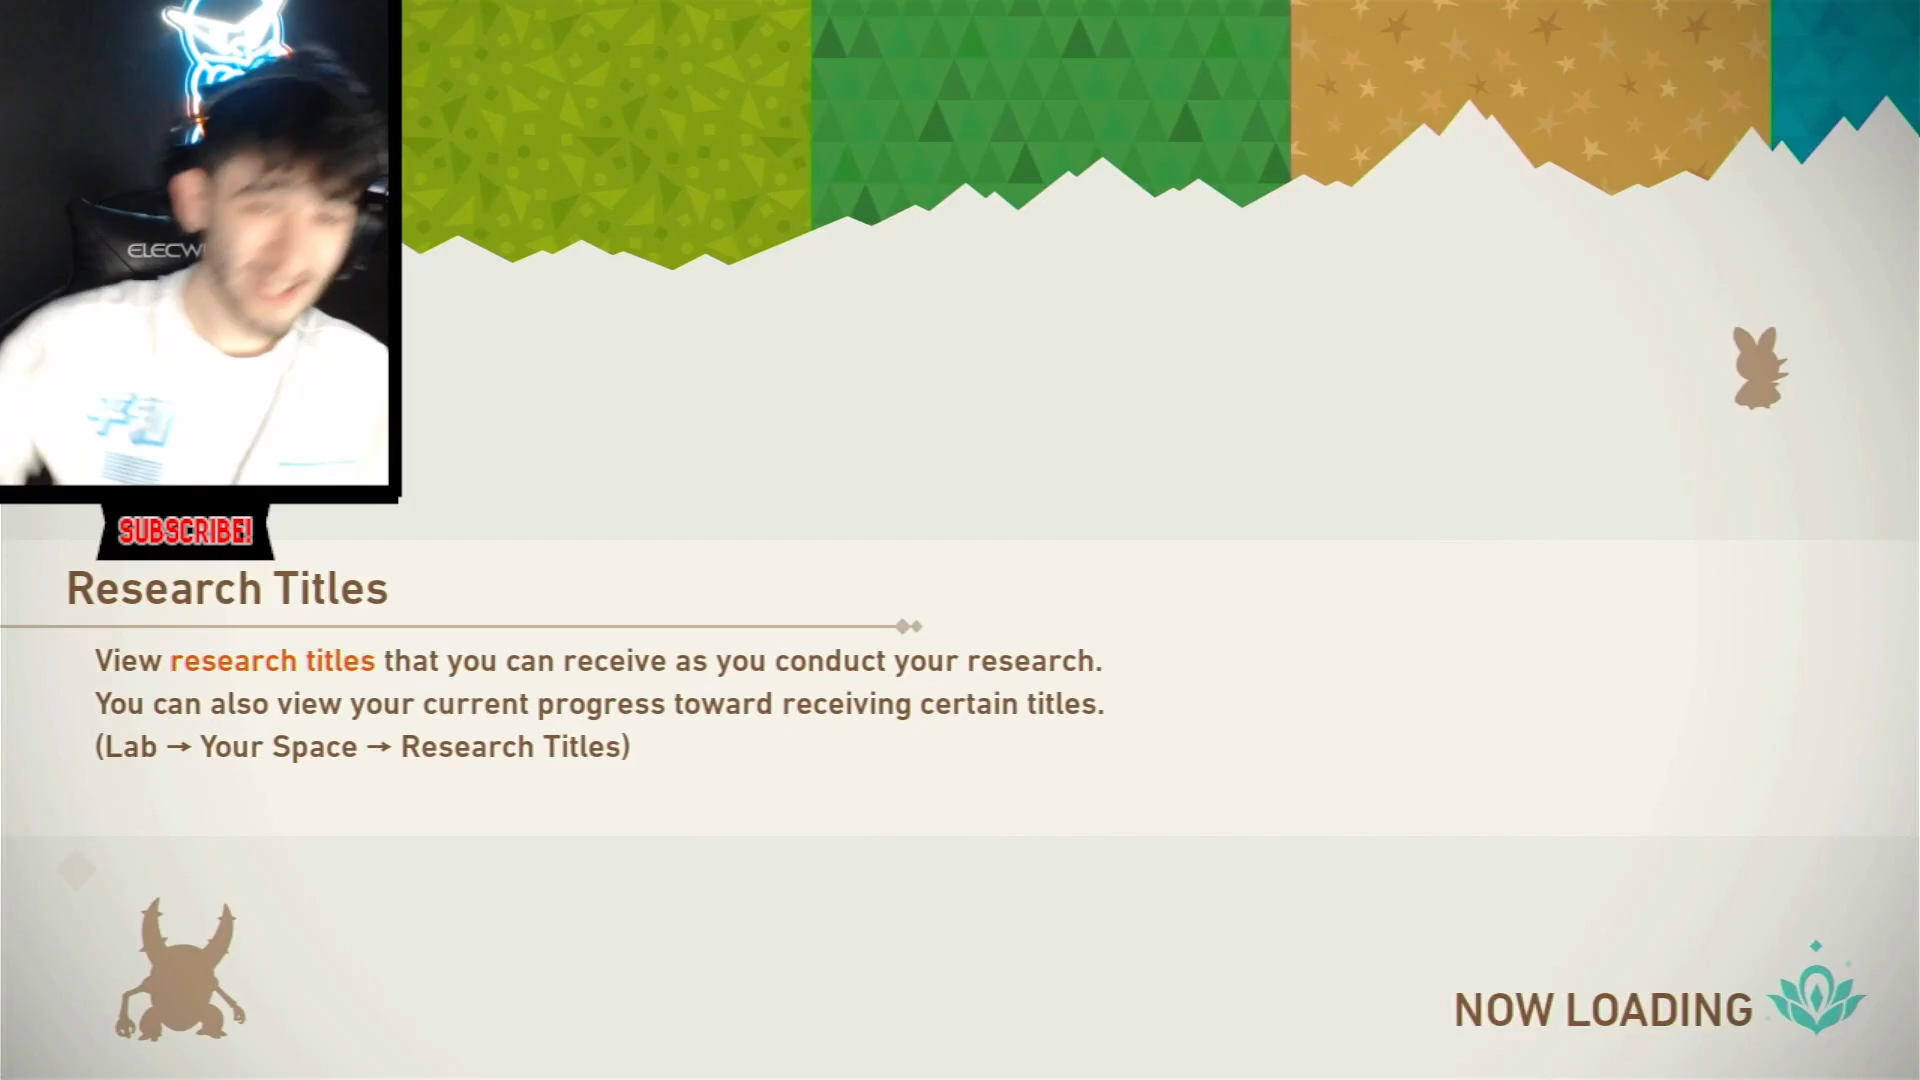 ELECW
SUBSCRIBE!
Research Titles
View research titles that you can receive as you conduct your research.
You can also view your current progress toward receiving certain titles.
(Lab → Your Space → Research Titles)
NOW LOADING